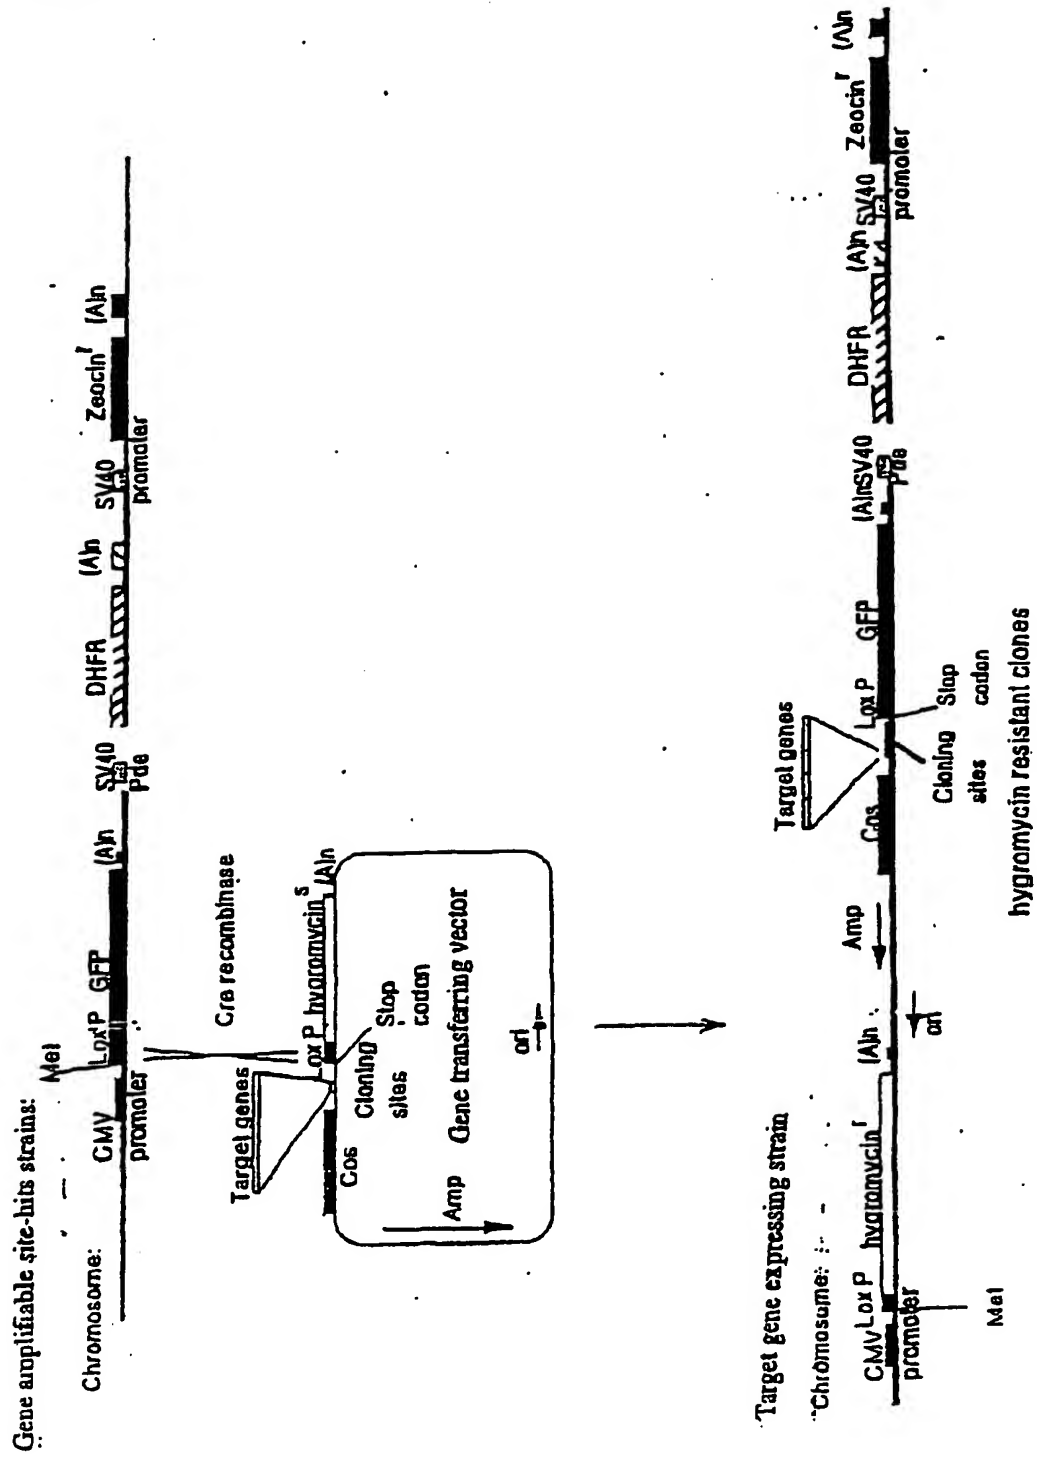 Gene amplifiable site-hits strains:
Met
Chromosome:
CMV
promoter
LoxP
GFP
(A)n
SV40
Pde
DHFR
(A)n
SV40
promoter
Zeocin r
(A)n
Cre recombinase
Target genes
ox P
hygromycin s
(A)n
Cos
Cloning
sites
Stop
codon
Amp
Gene transferring vector
ori
Target gene expressing strain
Chromosome:
CMV
promoter
Lox P
hygromycin r
(A)n
Amp
ori
Cos
Target genes
Lox P
GFP
(A)n
SV40
Pde
DHFR
(A)n
SV40
promoter
Zeocin r
(A)n
Met
Cloning
sites
Stop
codon
hygromycin resistant clones